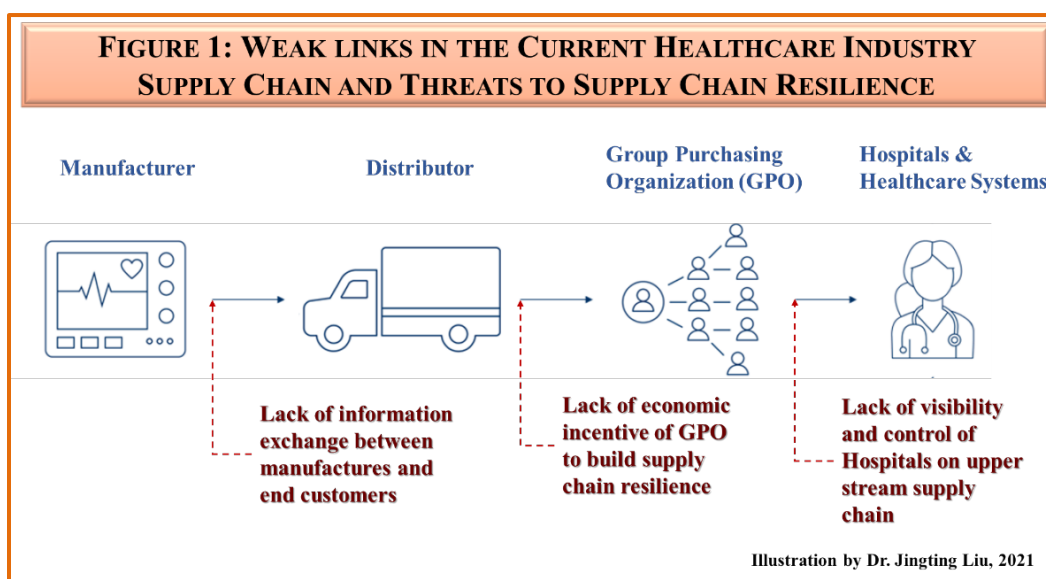 FIGURE 1: WEAK LINKS IN THE CURRENT HEALTHCARE INDUSTRY
SUPPLY CHAIN AND THREATS TO SUPPLY CHAIN RESILIENCE
Manufacturer
Distributor
Group Purchasing
Organization (GPO)
Hospitals &
Healthcare Systems
Lack of information
exchange between
manufactures and
end customers
Lack of economic
incentive of GPO
to build supply
chain resilience
Lack of visibility
and control of
Hospitals on upper
stream supply
chain
Illustration by Dr. Jingting Liu, 2021